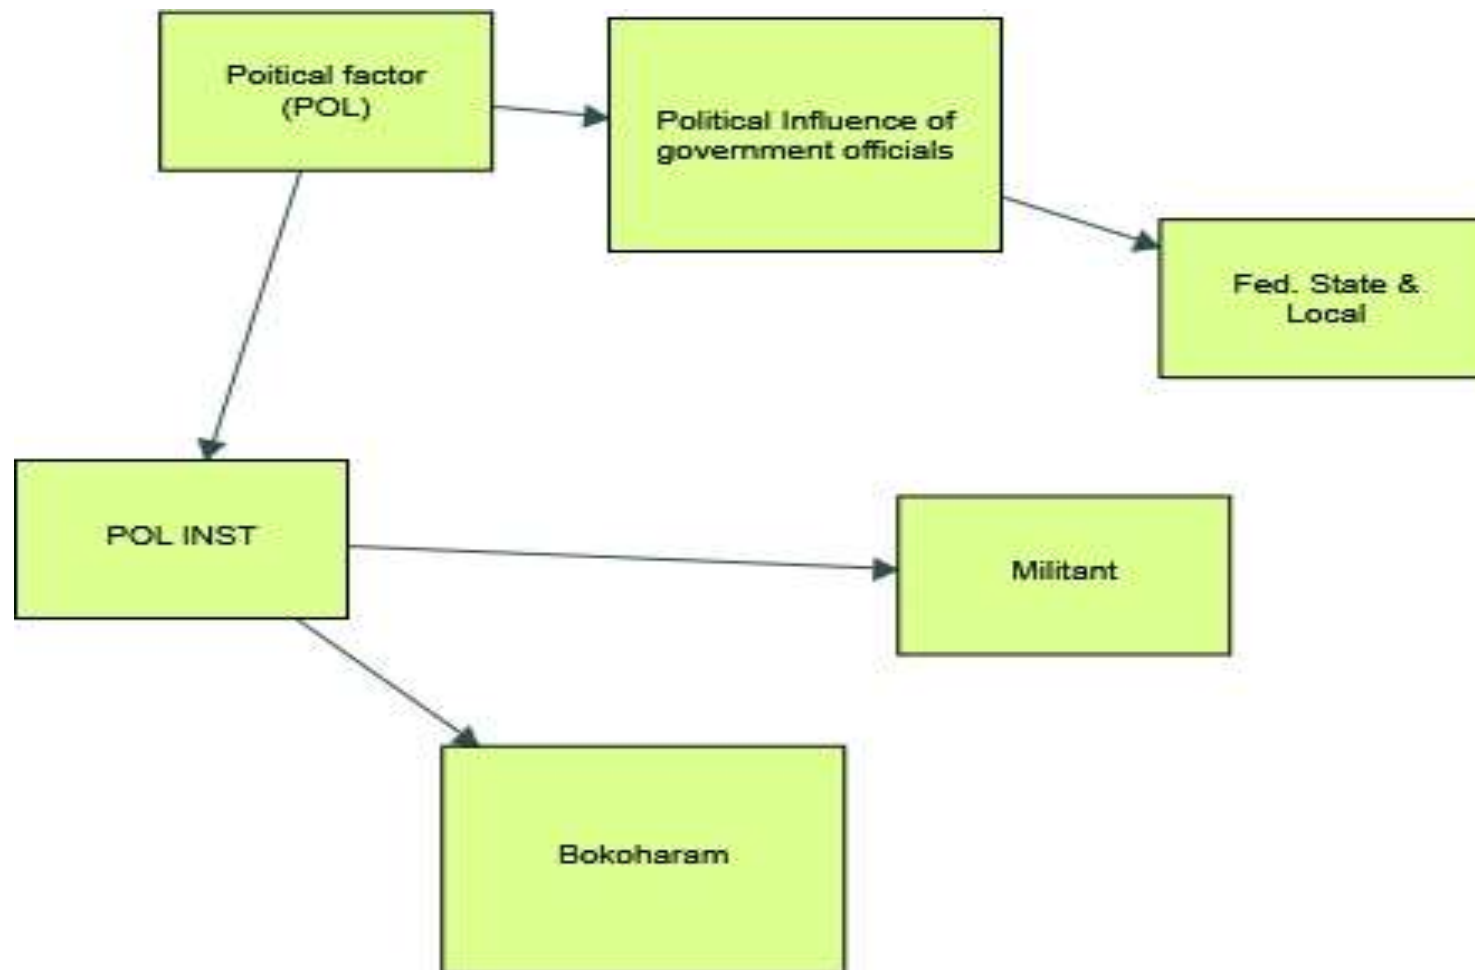 Poitical factor
(POL)
Political Influence of
government officials
Fed. State &
Local
POL INST
Militant
Bokoharam